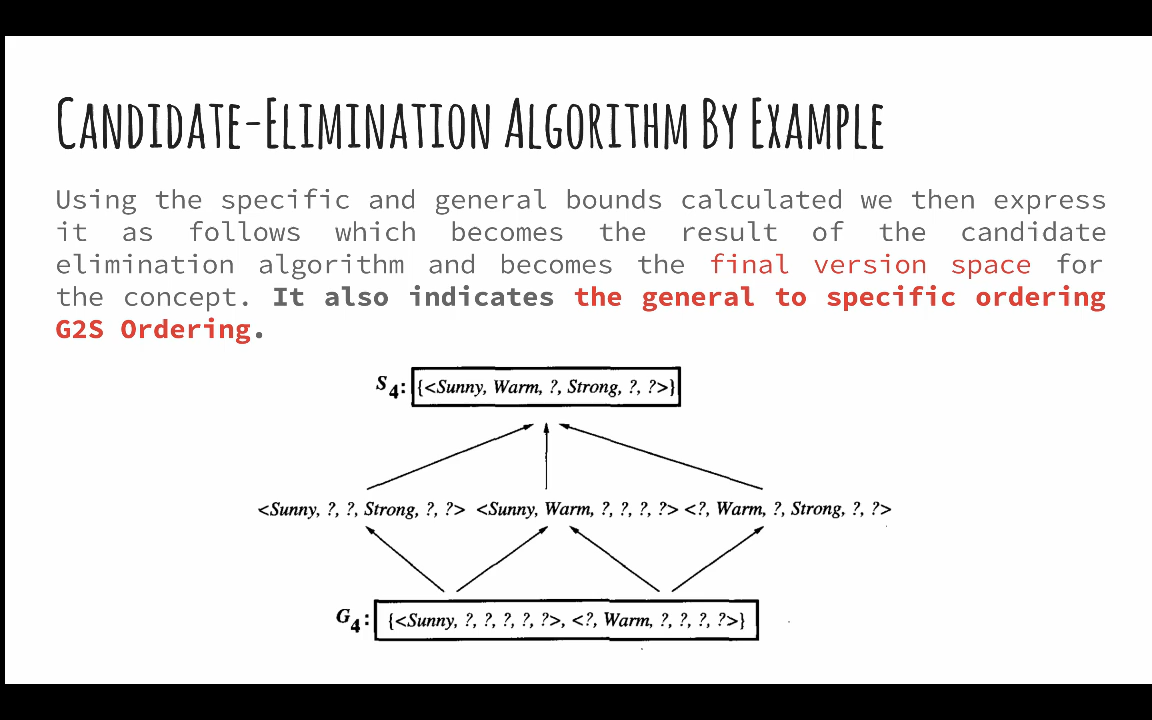 Candidate-Elimination Algorithm By Example
Using the specific and general bounds calculated we then express
it as follows which becomes the result of the candidate
elimination algorithm and becomes the final version space for
the concept. It also indicates the general to specific ordering
G2S Ordering.
S4: {<Sunny, Warm, ?, Strong, ?, ?>}
<Sunny, ?, ?, Strong, ?, ?> <Sunny, Warm, ?, ?, ?, ?> <?, Warm, ?, Strong, ?, ?>
G4: {<Sunny, ?, ?, ?, ?, ?>, <?, Warm, ?, ?, ?, ?>}